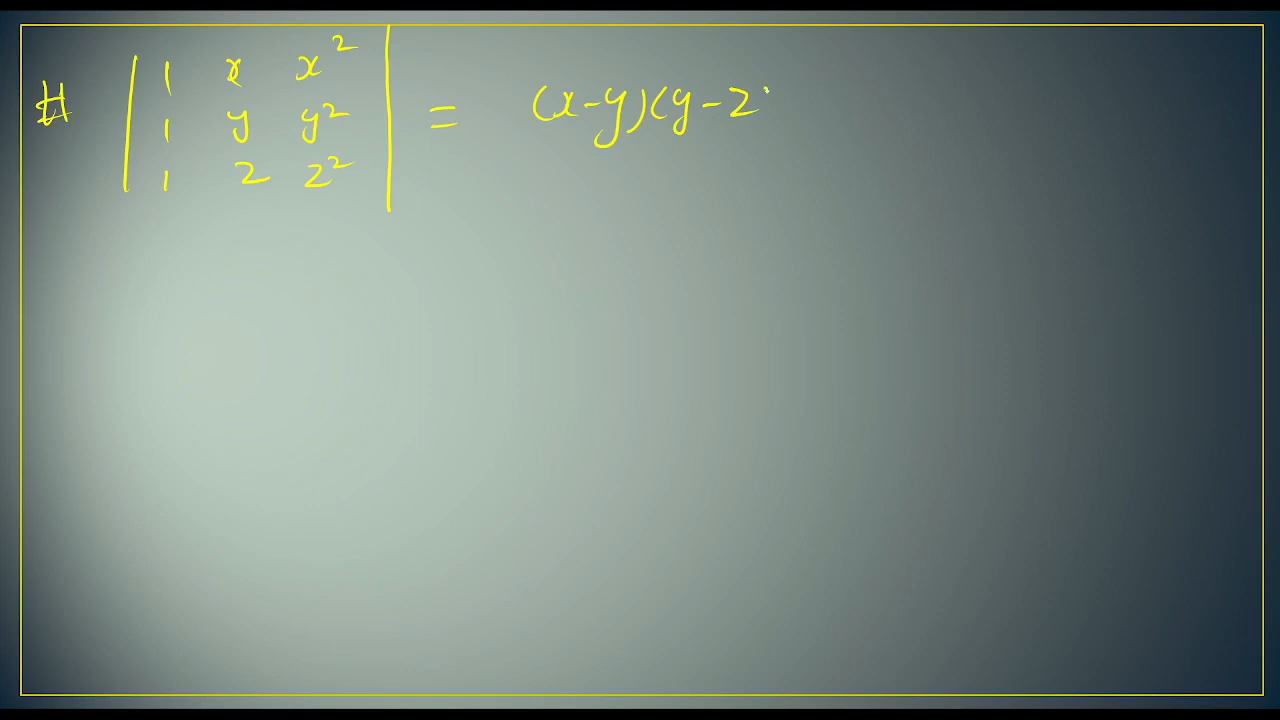 # | 1 x x² | = (x-y)(y-z
| 1 y y² |
| 1 z z² |